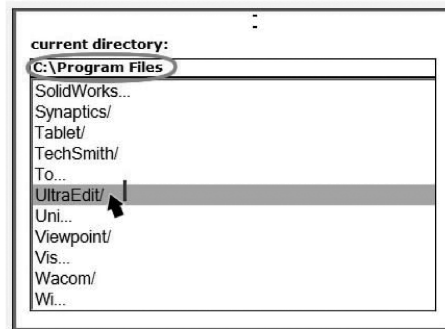 current directory:
C:\Program Files
SolidWorks...
Synaptics/
Tablet/
TechSmith/
To...
UltraEdit/
Uni...
Viewpoint/
Vis...
Wacom/
Wi...